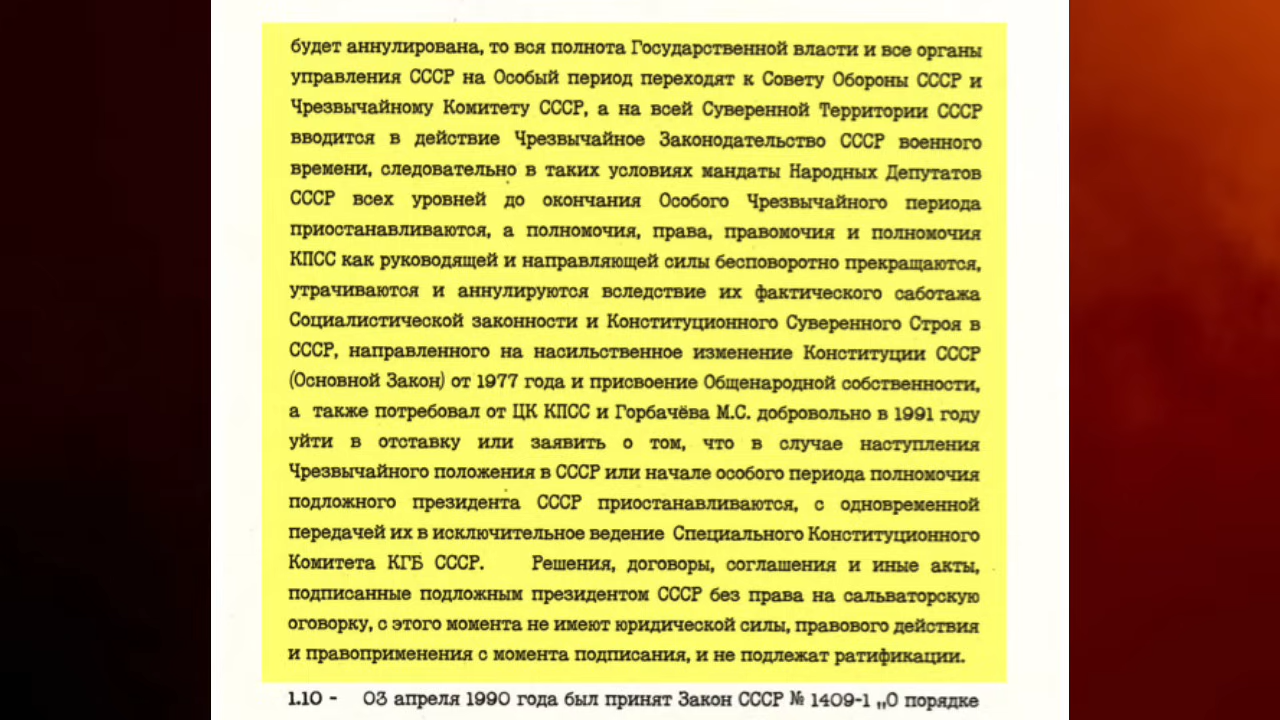 будет аннулирована, то вся полнота Государственной власти и все органы
управления СССР на Особый период переходят к Совету Обороны СССР и
Чрезвычайному Комитету СССР, а на всей Суверенной Территории СССР
вводится в действие Чрезвычайное Законодательство СССР военного
времени, следовательно в таких условиях мандаты Народных Депутатов
СССР всех уровней до окончания Особого Чрезвычайного периода
приостанавливаются, а полномочия, права, правомочия и полномочия
КПСС как руководящей и направляющей силы бесповоротно прекращаются,
утрачиваются и аннулируются вследствие их фактического саботажа
Социалистической законности и Конституционного Суверенного Строя в
СССР, направленного на насильственное изменение Конституции СССР
(Основной Закон) от 1977 года и присвоение Общенародной собственности,
а также потребовал от ЦК КПСС и Горбачёва М.С. добровольно в 1991 году
уйти в отставку или заявить о том, что в случае наступления
Чрезвычайного положения в СССР или начале особого периода полномочия
подложного президента СССР приостанавливаются, с одновременной
передачей их в исключительное ведение Специального Конституционного
Комитета КГБ СССР. Решения, договоры, соглашения и иные акты,
подписанные подложным президентом СССР без права на сальваторскую
оговорку, с этого момента не имеют юридической силы, правового действия
и правоприменения с момента подписания, и не подлежат ратификации.
1.10 - 03 апреля 1990 года был принят Закон СССР № 1409-1 „О порядке